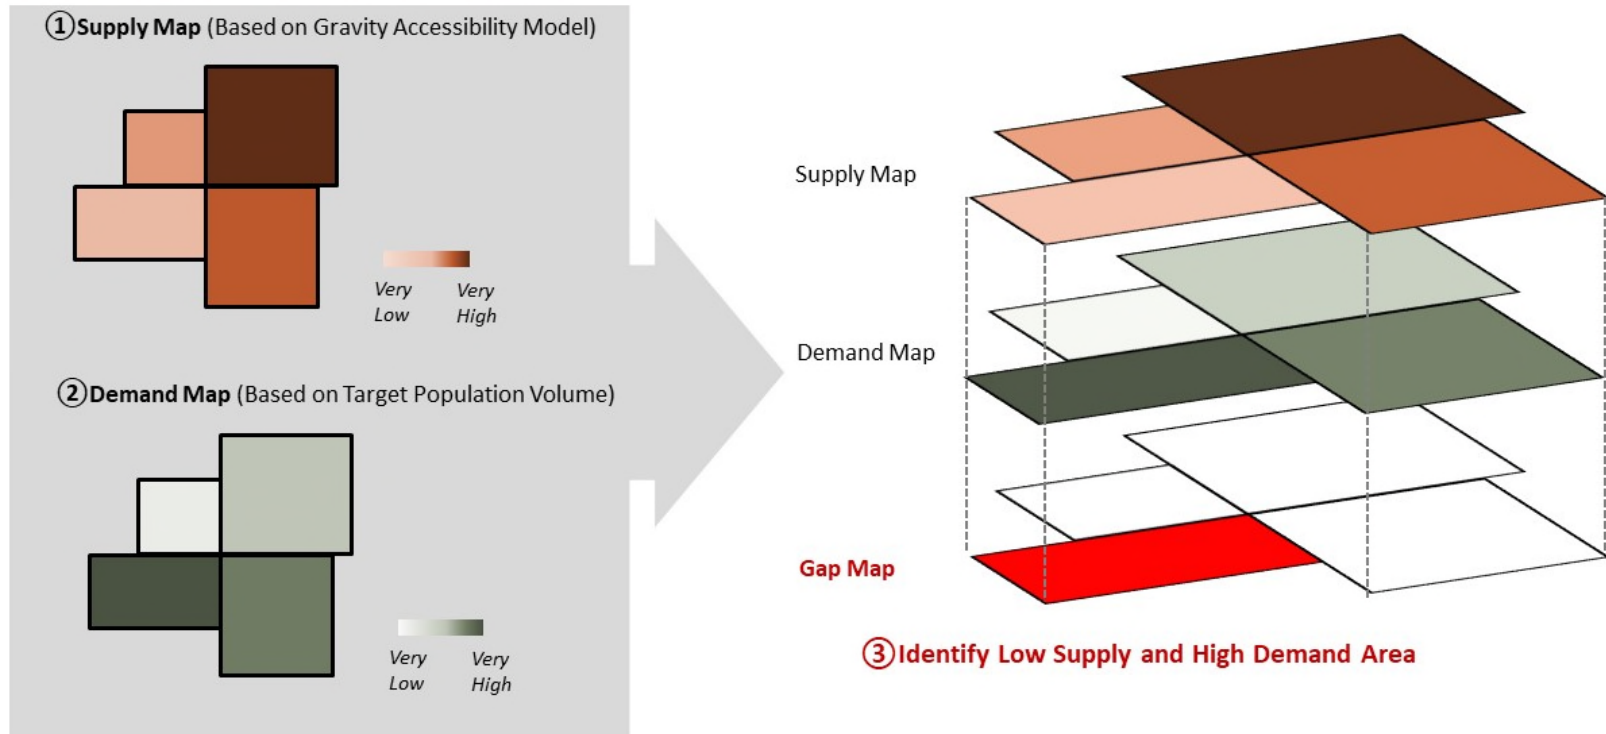 ①Supply Map (Based on Gravity Accessibility Model)
Very Low
Very High
②Demand Map (Based on Target Population Volume)
Very Low
Very High
Supply Map
Demand Map
Gap Map
③Identify Low Supply and High Demand Area